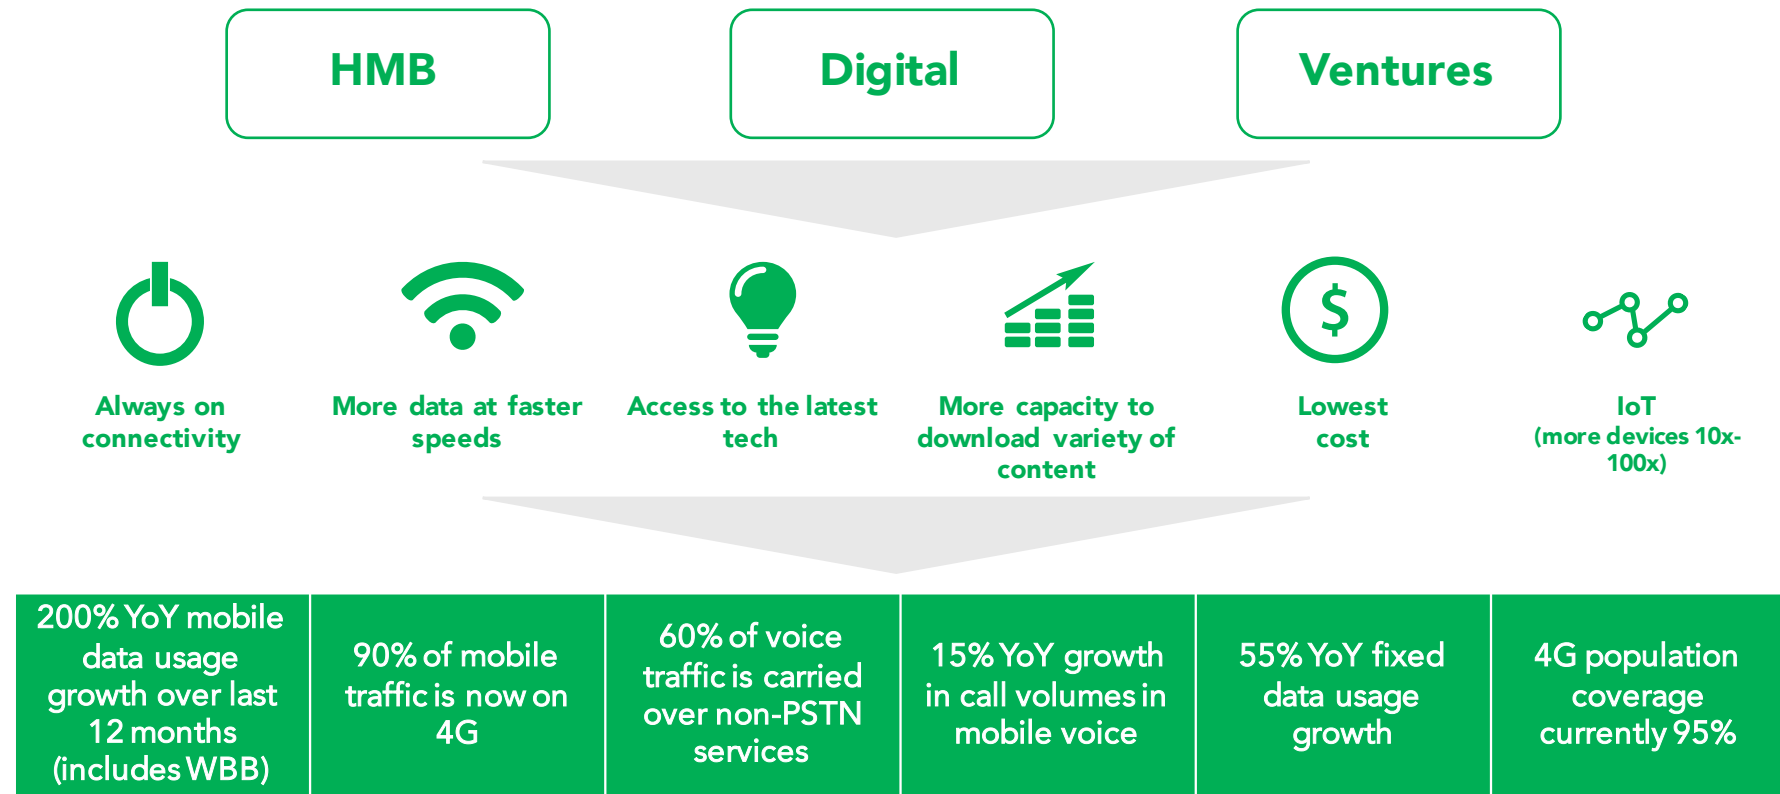 HMB
Digital
Ventures
$
Always on
connectivity
More data at faster
speeds
Access to the latest
tech
More capacity to
download variety of
content
Lowest
cost
IoT
(more devices 10x-
100x)
200% YoY mobile
data usage
growth over last
12 months
(includes WBB)
90% of mobile
traffic is now on
4G
60% of voice
traffic is carried
over non-PSTN
services
15% YoY growth
in call volumes in
mobile voice
55% YoY fixed
data usage
growth
4G population
coverage
currently 95%